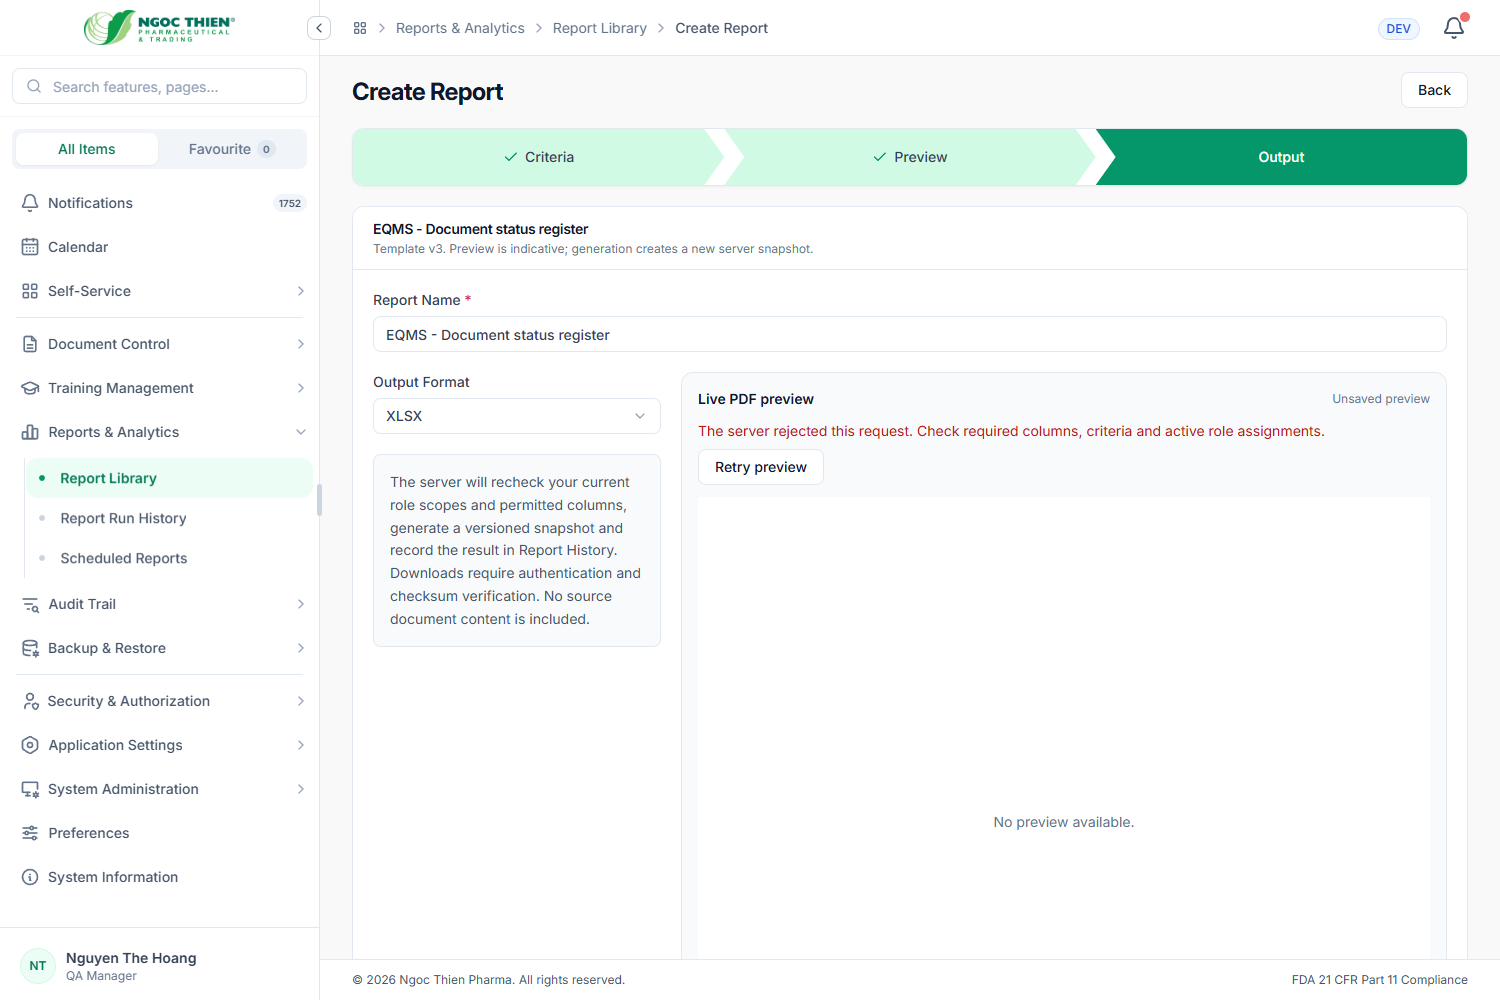 NGOC THIEN®
PHARMACEUTICAL
& TRADING
Search features, pages...
All Items
Favourite 0
Notifications 1752
Calendar
Self-Service
Document Control
Training Management
Reports & Analytics
Report Library
Report Run History
Scheduled Reports
Audit Trail
Backup & Restore
Security & Authorization
Application Settings
System Administration
Preferences
System Information
NT
Nguyen The Hoang
QA Manager
Reports & Analytics
Report Library
Create Report
DEV
Create Report
Back
Criteria
Preview
Output
EQMS - Document status register
Template v3. Preview is indicative; generation creates a new server snapshot.
Report Name *
EQMS - Document status register
Output Format
XLSX
The server will recheck your current
role scopes and permitted columns,
generate a versioned snapshot and
record the result in Report History.
Downloads require authentication and
checksum verification. No source
document content is included.
Live PDF preview
Unsaved preview
The server rejected this request. Check required columns, criteria and active role assignments.
Retry preview
No preview available.
© 2026 Ngoc Thien Pharma. All rights reserved.
FDA 21 CFR Part 11 Compliance